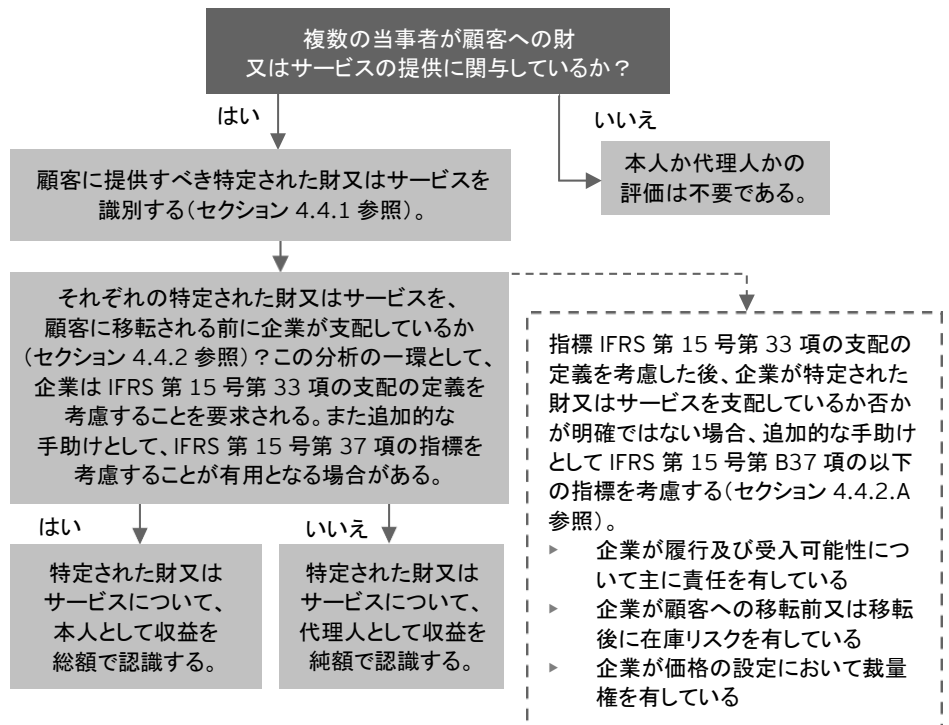 複数の当事者が顧客への財
又はサービスの提供に関与しているか？
はい
いいえ
顧客に提供すべき特定された財又はサービスを
識別する（セクション 4.4.1 参照）。
本人か代理人かの
評価は不要である。
それぞれの特定された財又はサービスを、
顧客に移転される前に企業が支配しているか
（セクション 4.4.2 参照）？この分析の一環として、
企業は IFRS 第 15 号第 33 項の支配の定義を
考慮することを要求される。また追加的な
手助けとして、IFRS 第 15 号第 37 項の指標を
考慮することが有用となる場合がある。
指標 IFRS 第 15 号第 33 項の支配の
定義を考慮した後、企業が特定された
財又はサービスを支配しているか否か
が明確ではない場合、追加的な手助け
として IFRS 第 15 号第 B37 項の以下
の指標を考慮する（セクション 4.4.2.A
参照）。
▶ 企業が履行及び受入可能性につ
いて主に責任を有している
▶ 企業が顧客への移転前又は移転
後に在庫リスクを有している
▶ 企業が価格の設定において裁量
権を有している
はい
いいえ
特定された財又は
サービスについて、
本人として収益を
総額で認識する。
特定された財又は
サービスについて、
代理人として収益を
純額で認識する。